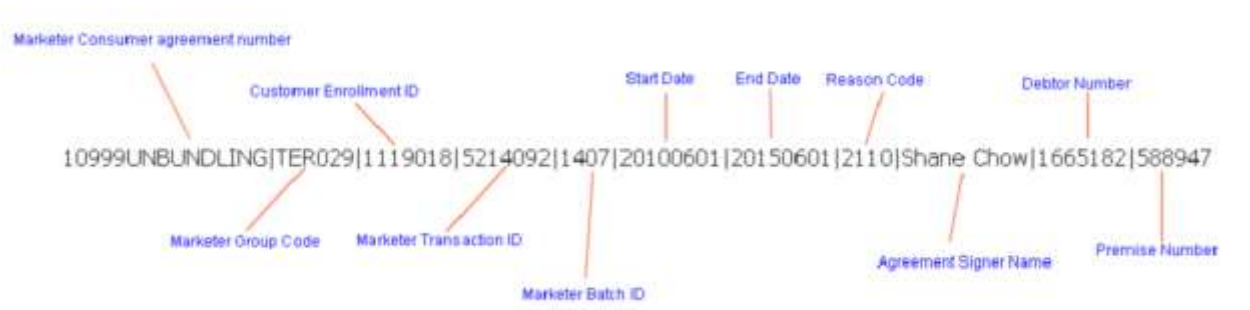 Marketer Consumer agreement number
Start Date End Date Reason Code Debtor Number
Customer Enrollment ID
10999UNBUNDLING|TER029|1119018|5214092|1407|20100601|20150601|2110|Shane Chow|1665182|588947
Marketer Group Code Marketer Transaction ID
Premise Number
Agreement Signer Name
Marketer Batch ID